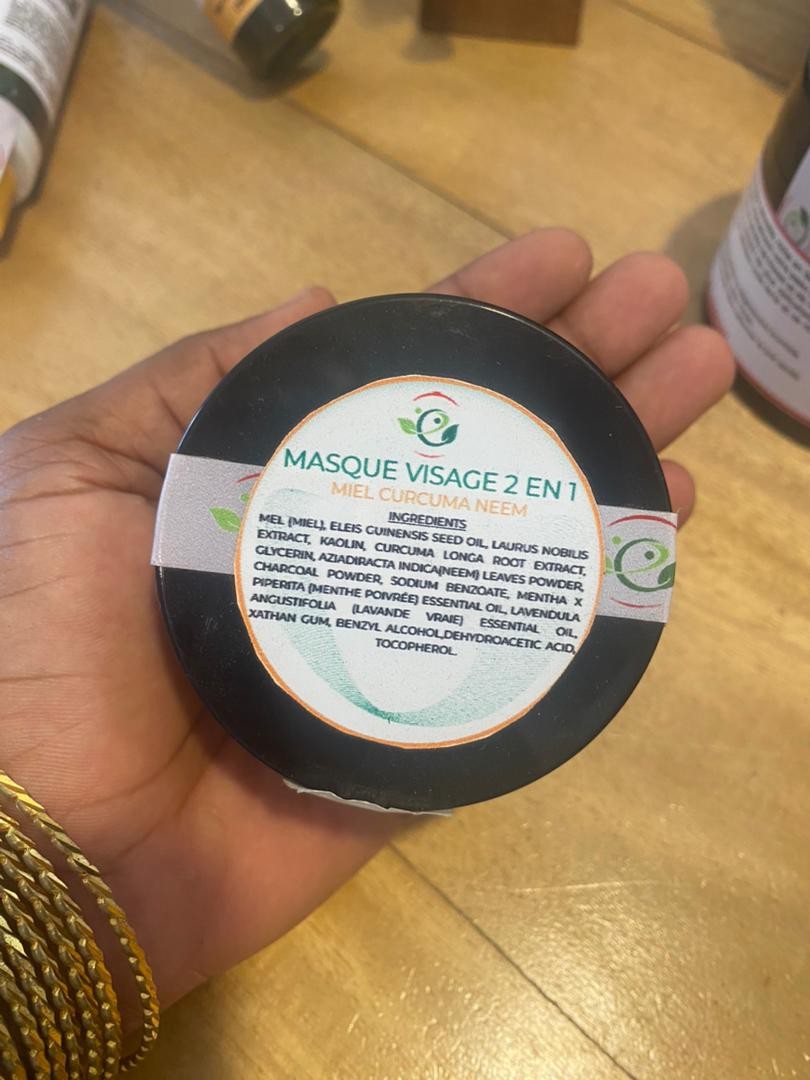 MASQUE VISAGE 2 EN 1
MIEL CURCUMA NEEM
INGREDIENTS
MEL (MIEL), ELEIS GUINENSIS SEED OIL, LAURUS NOBILIS
EXTRACT, KAOLIN, CURCUMA LONGA ROOT EXTRACT,
GLYCERIN, AZIADIRACTA INDICA(NEEM) LEAVES POWDER,
CHARCOAL POWDER, SODIUM BENZOATE, MENTHA X
PIPERITA (MENTHE POIVRÉE) ESSENTIAL OIL, LAVENDULA
ANGUSTIFOLIA (LAVANDE VRAIE) ESSENTIAL OIL,
XATHAN GUM, BENZYL ALCOHOL,DEHYDROACETIC ACID,
TOCOPHEROL.